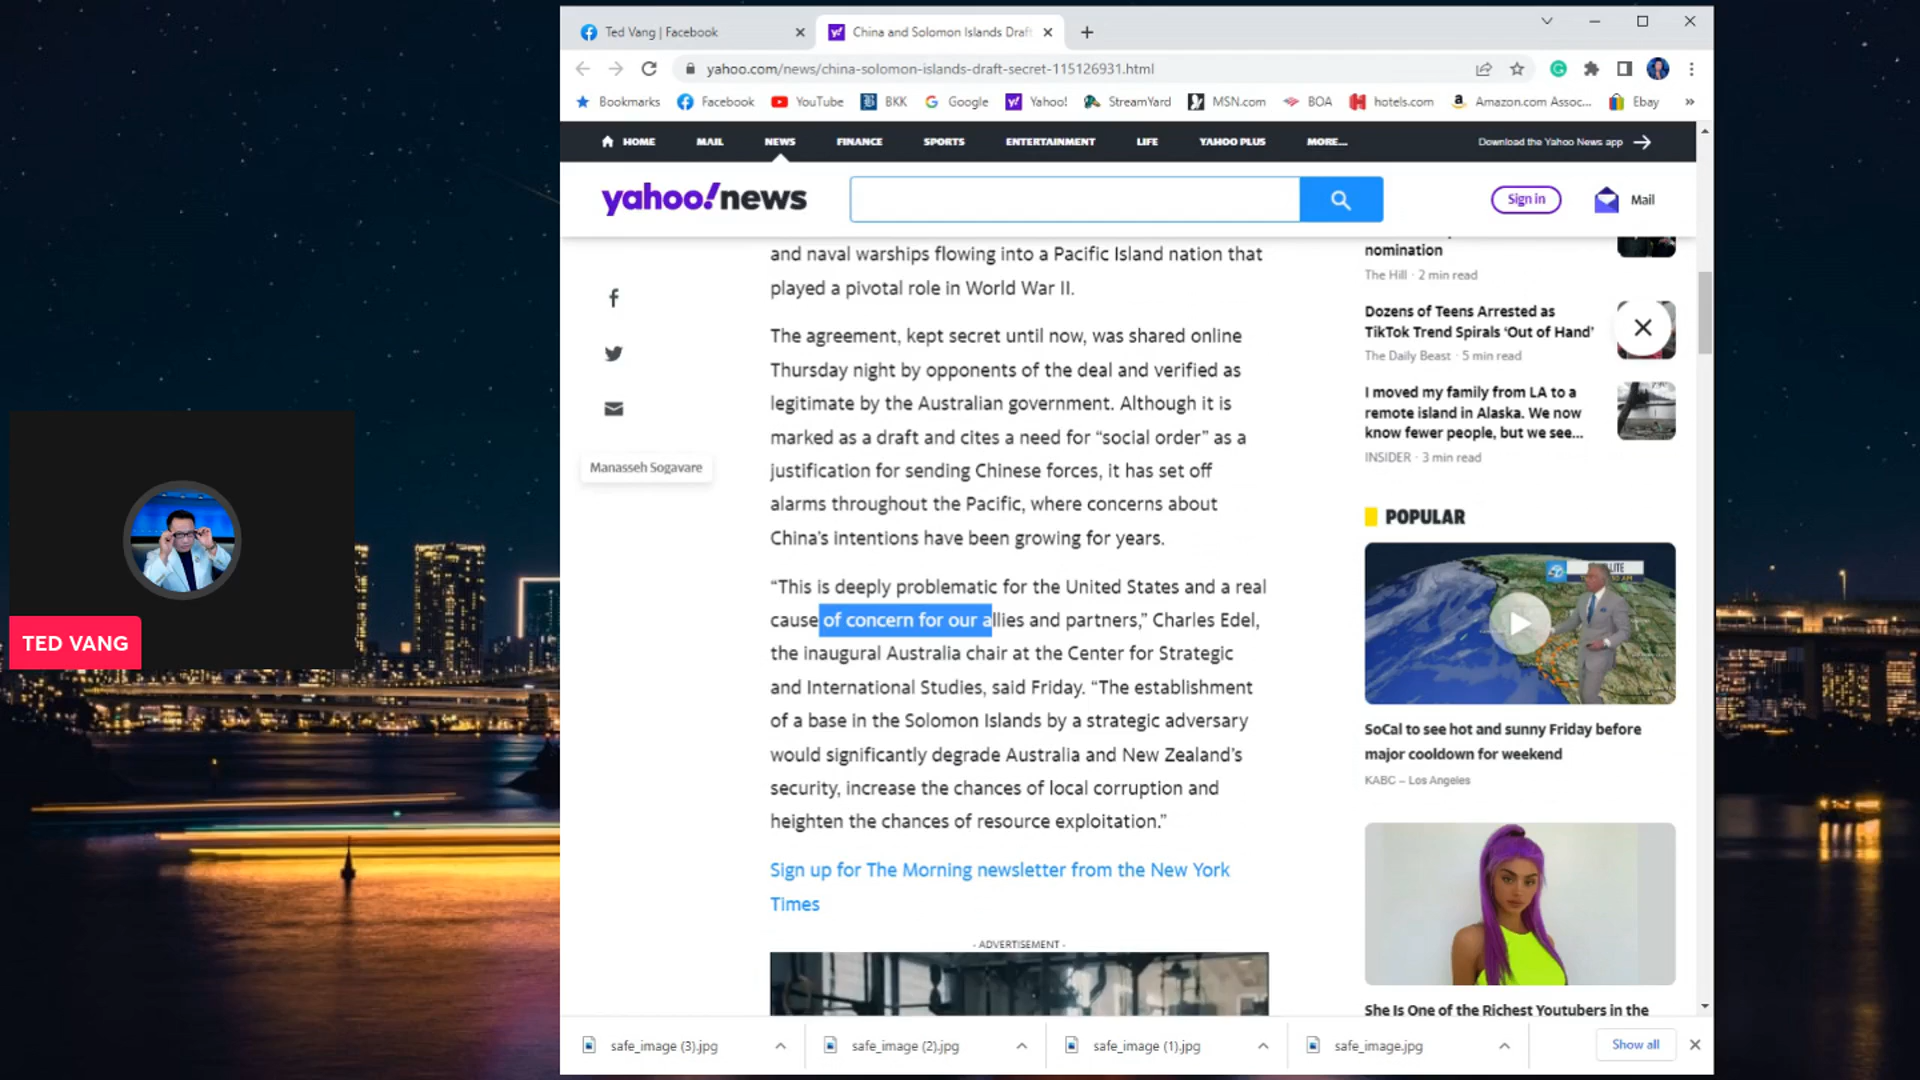 Ted Vang | Facebook
China and Solomon Islands Draf
yahoo.com/news/china-solomon-islands-draft-secret-115126931.html
Bookmarks Facebook YouTube BKK Google Yahoo! StreamYard MSN.com BOA hotels.com Amazon.com Assoc... Ebay »
HOME MAIL NEWS FINANCE SPORTS ENTERTAINMENT LIFE YAHOO PLUS MORE... Download the Yahoo News app
yahoo!news
Sign in
Mail
and naval warships flowing into a Pacific Island nation that
played a pivotal role in World War II.
The agreement, kept secret until now, was shared online
Thursday night by opponents of the deal and verified as
legitimate by the Australian government. Although it is
marked as a draft and cites a need for “social order” as a
justification for sending Chinese forces, it has set off
alarms throughout the Pacific, where concerns about
China’s intentions have been growing for years.
“This is deeply problematic for the United States and a real
cause of concern for our allies and partners,” Charles Edel,
the inaugural Australia chair at the Center for Strategic
and International Studies, said Friday. “The establishment
of a base in the Solomon Islands by a strategic adversary
would significantly degrade Australia and New Zealand’s
security, increase the chances of local corruption and
heighten the chances of resource exploitation.”
Sign up for The Morning newsletter from the New York
Times
- ADVERTISEMENT -
Manasseh Sogavare
TED VANG
nomination
The Hill · 2 min read
Dozens of Teens Arrested as
TikTok Trend Spirals ‘Out of Hand’
The Daily Beast · 5 min read
I moved my family from LA to a
remote island in Alaska. We now
know fewer people, but we see...
INSIDER · 3 min read
POPULAR
SoCal to see hot and sunny Friday before
major cooldown for weekend
KABC – Los Angeles
She Is One of the Richest Youtubers in the
safe_image (3).jpg
safe_image (2).jpg
safe_image (1).jpg
safe_image.jpg
Show all